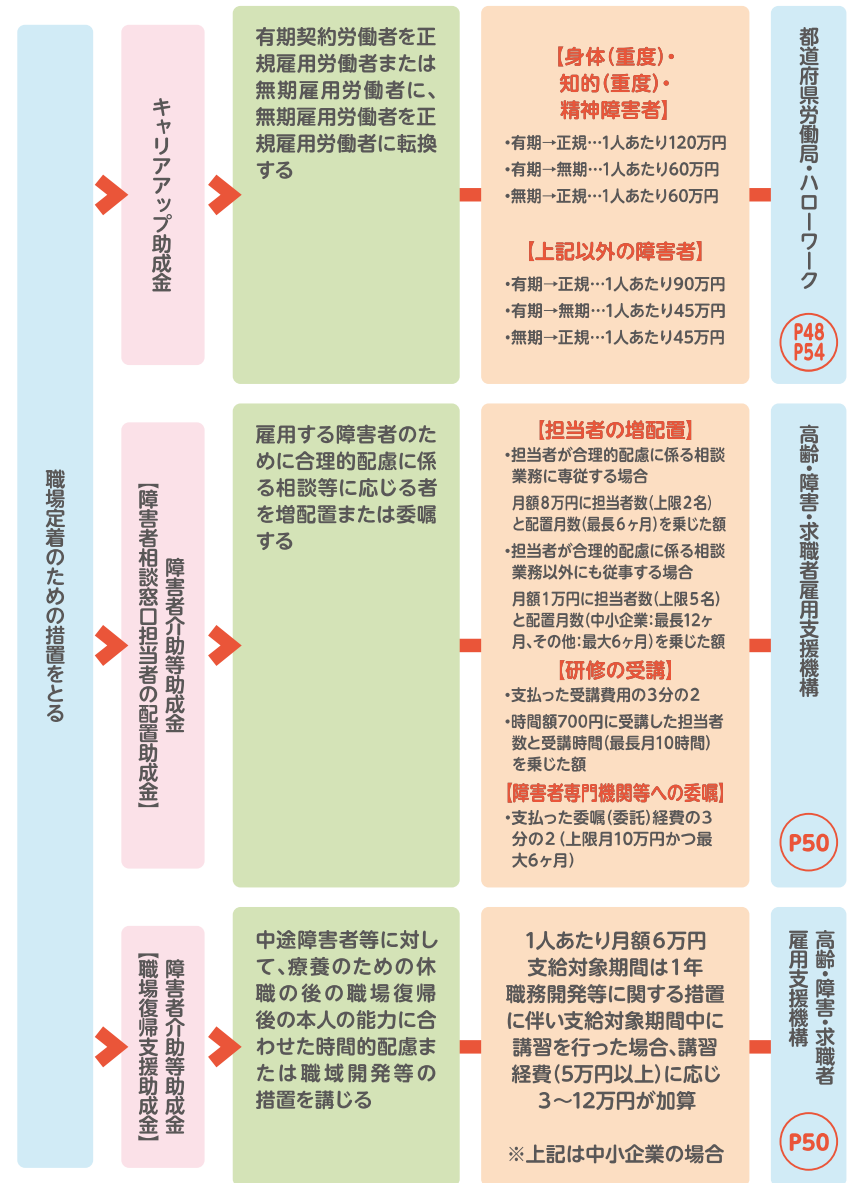 職場定着のための措置をとる
キャリアアップ助成金
有期契約労働者を正
規雇用労働者または
無期雇用労働者に、
無期雇用労働者を正
規雇用労働者に転換
する
【身体（重度）・
知的（重度）・
精神障害者】
・有期→正規…1人あたり120万円
・有期→無期…1人あたり60万円
・無期→正規…1人あたり60万円
【上記以外の障害者】
・有期→正規…1人あたり90万円
・有期→無期…1人あたり45万円
・無期→正規…1人あたり45万円
都道府県労働局・ハローワーク
P48
P54
障害者介助等助成金
【障害者相談窓口担当者の配置助成金】
雇用する障害者のた
めに合理的配慮に係
る相談等に応じる者
を増配置または委嘱
する
【担当者の増配置】
・担当者が合理的配慮に係る相談
業務に専従する場合
月額8万円に担当者数（上限2名）
と配置月数（最長6ヶ月）を乗じた額
・担当者が合理的配慮に係る相談
業務以外にも従事する場合
月額1万円に担当者数（上限5名）
と配置月数（中小企業：最長12ヶ
月、その他：最大6ヶ月）を乗じた額
【研修の受講】
・支払った受講費用の3分の2
・時間額700円に受講した担当者
数と受講時間（最長月10時間）
を乗じた額
【障害者専門機関等への委嘱】
・支払った委嘱（委託）経費の3
分の2（上限月10万円かつ最
大6ヶ月）
高齢・障害・求職者雇用支援機構
P50
障害者介助等助成金
【職場復帰支援助成金】
中途障害者等に対し
て、療養のための休
職の後の職場復帰
後の本人の能力に合
わせた時間的配慮ま
たは職域開発等の
措置を講じる
1人あたり月額6万円
支給対象期間は1年
職務開発等に関する措置
に伴い支給対象期間中に
講習を行った場合、講習
経費（5万円以上）に応じ
3～12万円が加算
※上記は中小企業の場合
高齢・障害・求職者
雇用支援機構
P50